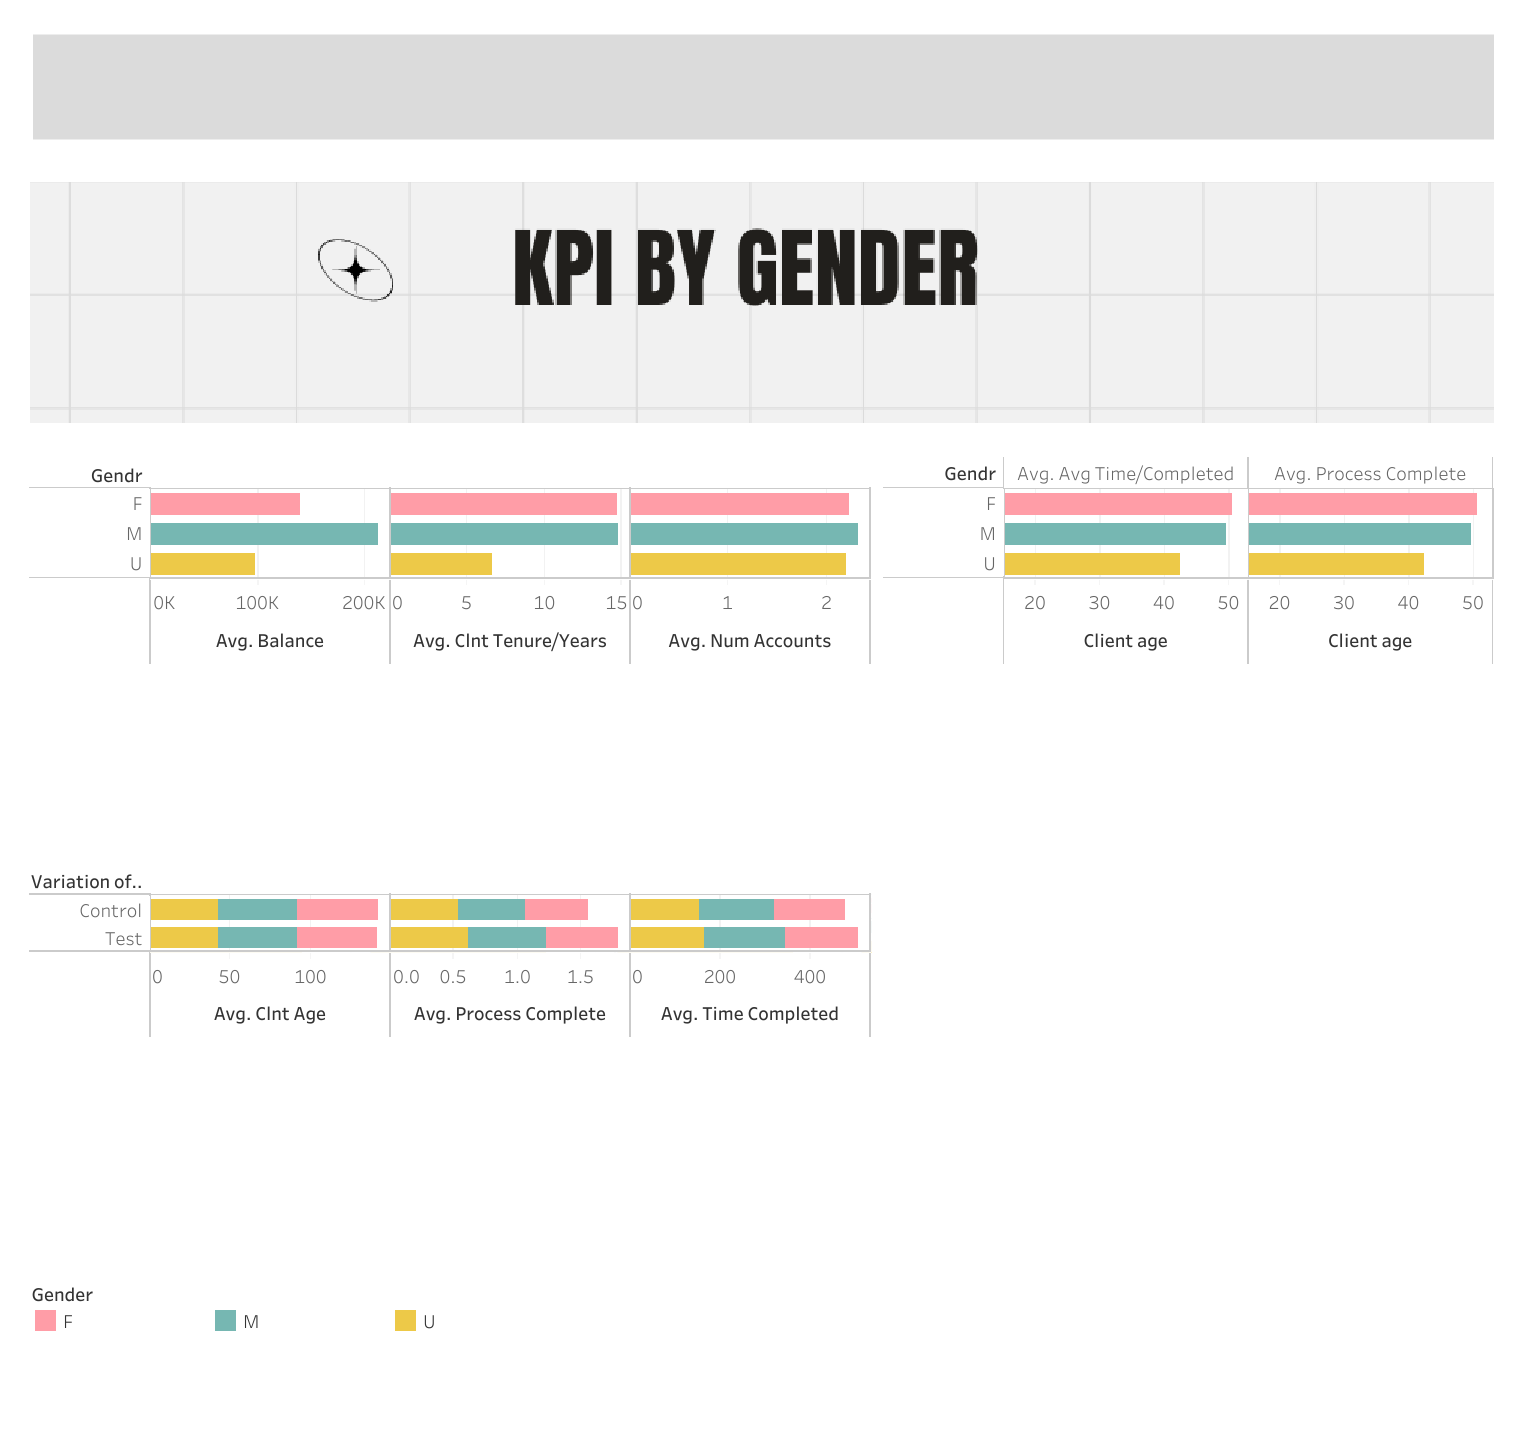 KPI BY GENDER
Gendr
F
M
U
0K 100K 200K 0 5 10 15 0 1 2
Avg. Balance Avg. Clnt Tenure/Years Avg. Num Accounts
Gendr Avg. Avg Time/Completed Avg. Process Complete
F
M
U
20 30 40 50 20 30 40 50
Client age Client age
Variation of..
Control
Test
0 50 100 0.0 0.5 1.0 1.5 0 200 400
Avg. Clnt Age Avg. Process Complete Avg. Time Completed
Gender
F M U